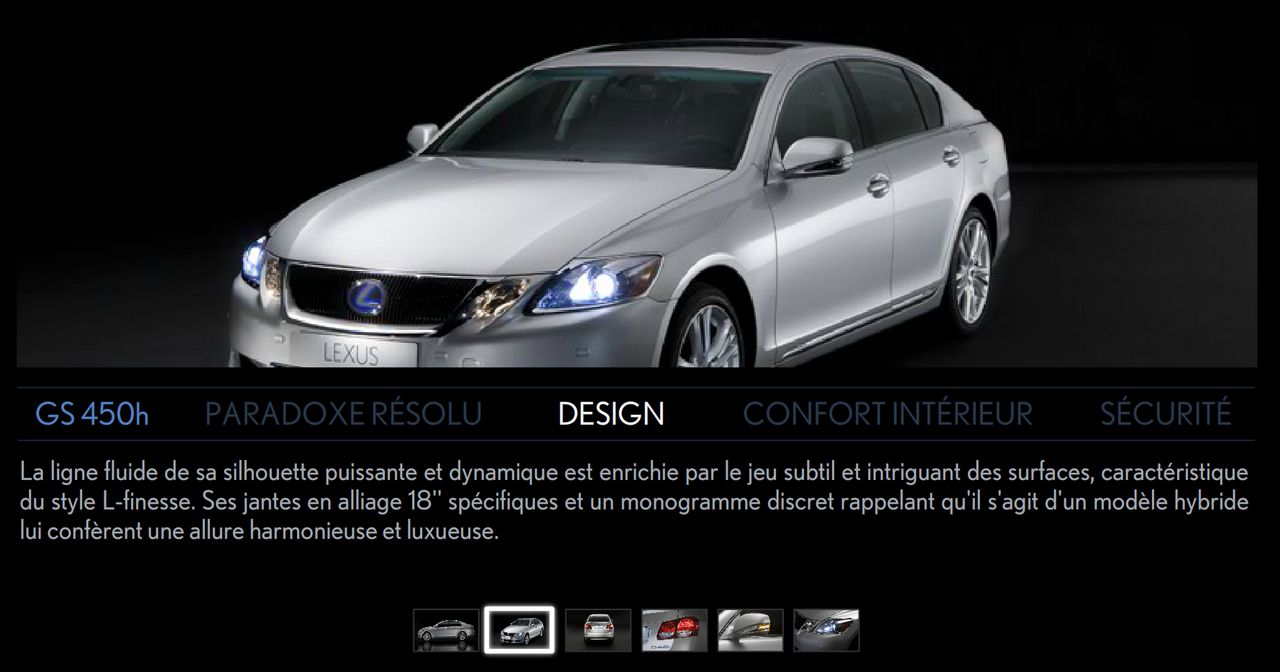 LEXUS
GS 450h PARADOXE RÉSOLU DESIGN CONFORT INTÉRIEUR SÉCURITÉ
La ligne fluide de sa silhouette puissante et dynamique est enrichie par le jeu subtil et intriguant des surfaces, caractéristique
du style L-finesse. Ses jantes en alliage 18'' spécifiques et un monogramme discret rappelant qu'il s'agit d'un modèle hybride
lui confèrent une allure harmonieuse et luxueuse.